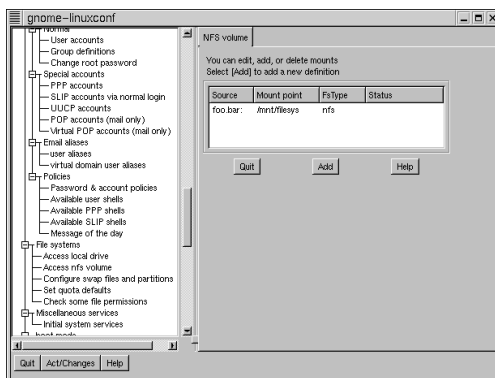 gnome-linuxconf
Normal
User accounts
Group definitions
Change root password
Special accounts
PPP accounts
SLIP accounts via normal login
UUCP accounts
POP accounts (mail only)
Virtual POP accounts (mail only)
Email aliases
user aliases
virtual domain user aliases
Policies
Password & account policies
Available user shells
Available PPP shells
Available SLIP shells
Message of the day
File systems
Access local drive
Access nfs volume
Configure swap files and partitions
Set quota defaults
Check some file permissions
Miscellaneous services
Initial system services
boot mode
Quit Act/Changes Help
NFS volume
You can edit, add, or delete mounts
Select [Add] to add a new definition
Source Mount point FsType Status
foo.bar: /mnt/filesys nfs
Quit Add Help